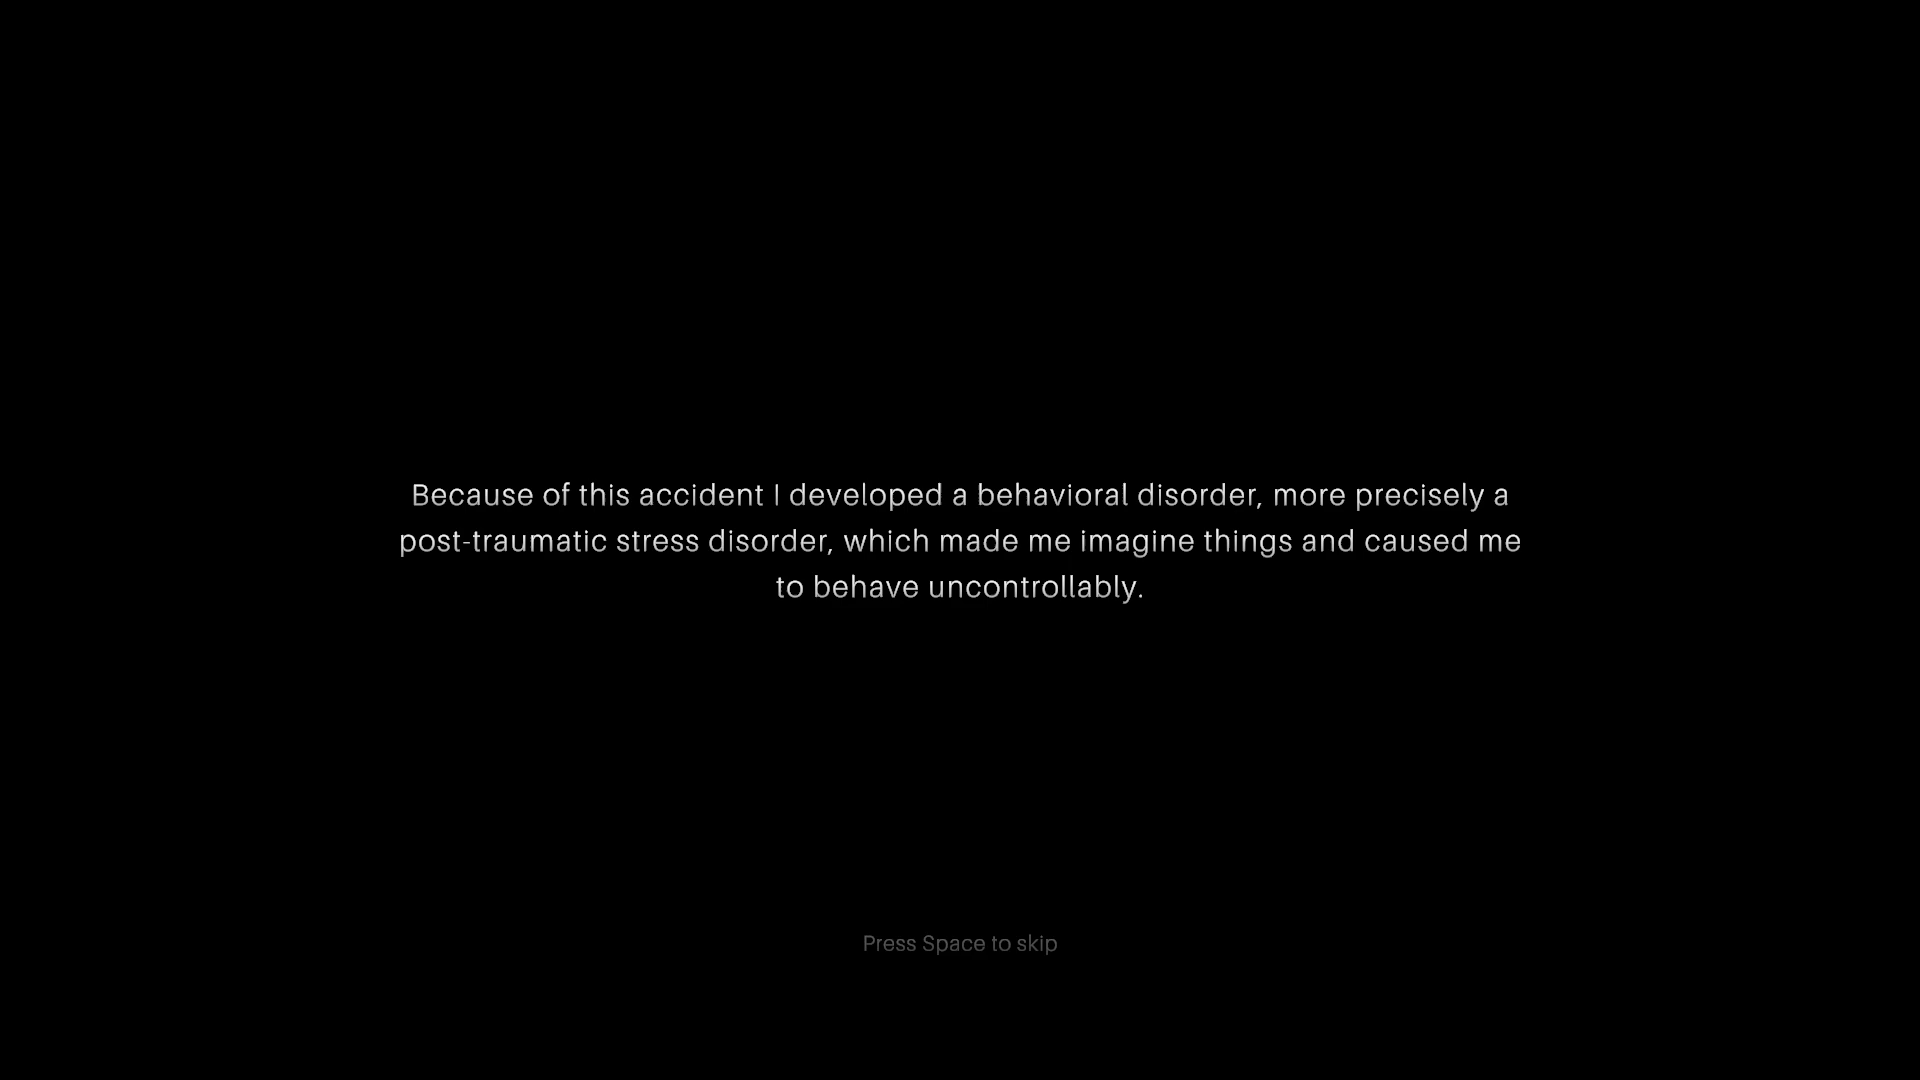 Because of this accident I developed a behavioral disorder, more precisely a
post-traumatic stress disorder, which made me imagine things and caused me
to behave uncontrollably.
Press Space to skip